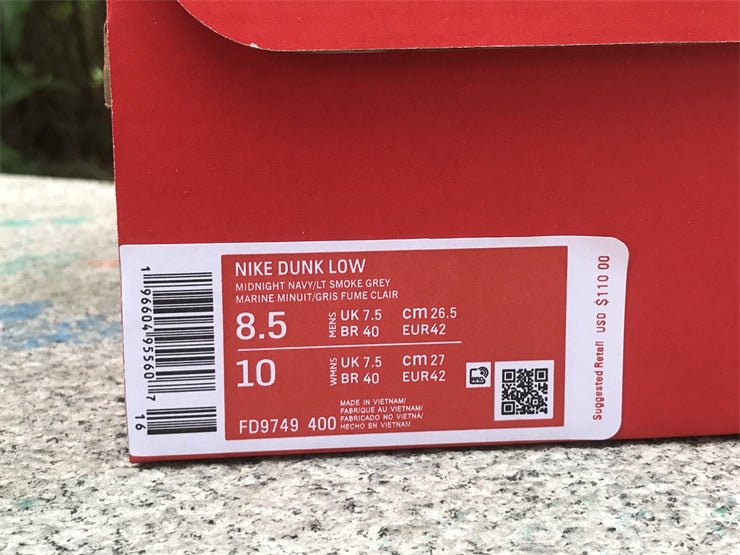 NIKE DUNK LOW
MIDNIGHT NAVY/LT SMOKE GREY
MARINE MINUIT/GRIS FUME CLAIR
8.5 MENS UK 7.5 cm 26.5
BR 40 EUR42
10 WMNS UK 7.5 cm 27
BR 40 EUR42
MADE IN VIETNAM/
FABRIQUE AU VIETNAM/
FABRICADO NO VIETNA/
HECHO EN VIETNAM
FD9749 400
1 96604 95560 7 16
Suggested Retail USD $110 00